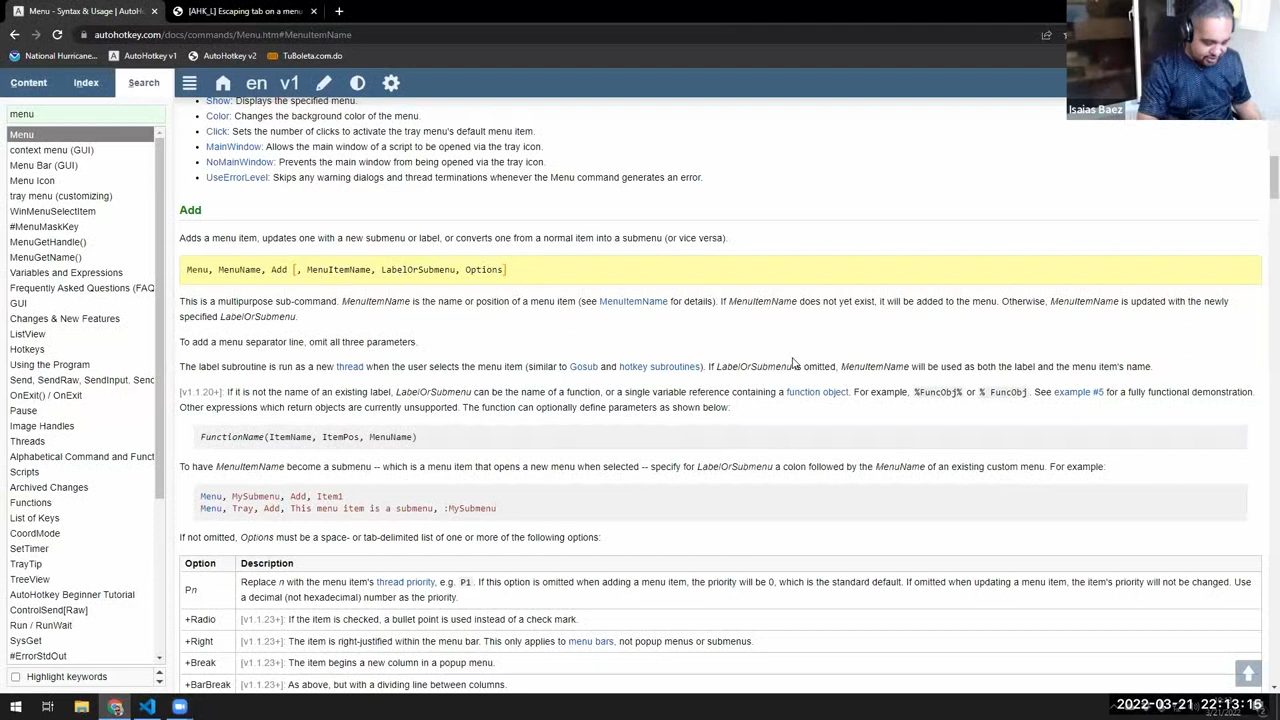 Menu - Syntax & Usage | AutoH
[AHK_L] Escaping tab on a menu
autohotkey.com/docs/commands/Menu.htm#MenuItemName
National Hurricane...
AutoHotkey v1
AutoHotkey v2
TuBoleta.com.do
Isaias Baez
Content
Index
Search
en
v1
menu
Menu
context menu (GUI)
Menu Bar (GUI)
Menu Icon
tray menu (customizing)
WinMenuSelectItem
#MenuMaskKey
MenuGetHandle()
MenuGetName()
Variables and Expressions
Frequently Asked Questions (FAQ
GUI
Changes & New Features
ListView
Hotkeys
Using the Program
Send, SendRaw, SendInput, Senc
OnExit() / OnExit
Pause
Image Handles
Threads
Alphabetical Command and Funct
Scripts
Archived Changes
Functions
List of Keys
CoordMode
SetTimer
TrayTip
TreeView
AutoHotkey Beginner Tutorial
ControlSend[Raw]
Run / RunWait
SysGet
#ErrorStdOut
Highlight keywords
Show: Displays the specified menu.
Color: Changes the background color of the menu.
Click: Sets the number of clicks to activate the tray menu's default menu item.
MainWindow: Allows the main window of a script to be opened via the tray icon.
NoMainWindow: Prevents the main window from being opened via the tray icon.
UseErrorLevel: Skips any warning dialogs and thread terminations whenever the Menu command generates an error.
Add
Adds a menu item, updates one with a new submenu or label, or converts one from a normal item into a submenu (or vice versa).
Menu, MenuName, Add [, MenuItemName, LabelOrSubmenu, Options]
This is a multipurpose sub-command. MenuItemName is the name or position of a menu item (see MenuItemName for details). If MenuItemName does not yet exist, it will be added to the menu. Otherwise, MenuItemName is updated with the newly
specified LabelOrSubmenu.
To add a menu separator line, omit all three parameters.
The label subroutine is run as a new thread when the user selects the menu item (similar to Gosub and hotkey subroutines). If LabelOrSubmenu is omitted, MenuItemName will be used as both the label and the menu item's name.
[v1.1.20+]: If it is not the name of an existing label, LabelOrSubmenu can be the name of a function, or a single variable reference containing a function object. For example, %FuncObj% or % FuncObj. See example #5 for a fully functional demonstration.
Other expressions which return objects are currently unsupported. The function can optionally define parameters as shown below:
FunctionName(ItemName, ItemPos, MenuName)
To have MenuItemName become a submenu -- which is a menu item that opens a new menu when selected -- specify for LabelOrSubmenu a colon followed by the MenuName of an existing custom menu. For example:
Menu, MySubmenu, Add, Item1
Menu, Tray, Add, This menu item is a submenu, :MySubmenu
If not omitted, Options must be a space- or tab-delimited list of one or more of the following options:
Option Description
Pn Replace n with the menu item's thread priority, e.g. P1. If this option is omitted when adding a menu item, the priority will be 0, which is the standard default. If omitted when updating a menu item, the item's priority will not be changed. Use
a decimal (not hexadecimal) number as the priority.
+Radio [v1.1.23+]: If the item is checked, a bullet point is used instead of a check mark.
+Right [v1.1.23+]: The item is right-justified within the menu bar. This only applies to menu bars, not popup menus or submenus.
+Break [v1.1.23+]: The item begins a new column in a popup menu.
+BarBreak [v1.1.23+]: As above, but with a dividing line between columns.
2022-03-21 22:13:15